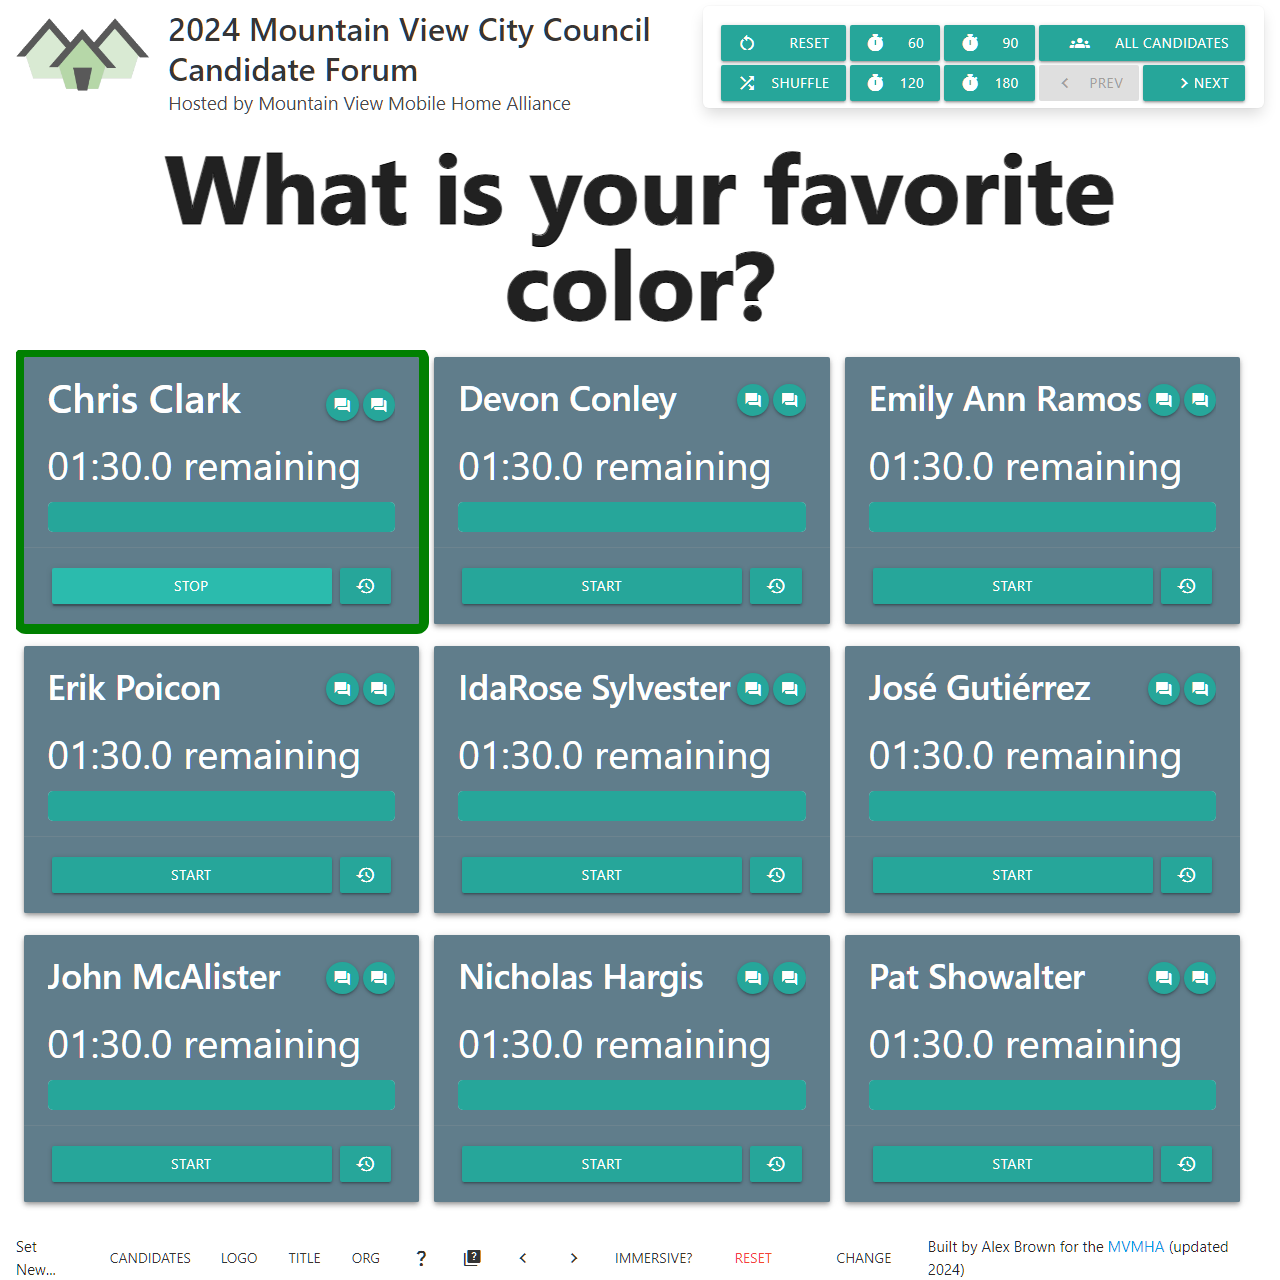 2024 Mountain View City Council
Candidate Forum
Hosted by Mountain View Mobile Home Alliance
RESET 60 90 ALL CANDIDATES
SHUFFLE 120 180 PREV NEXT
What is your favorite
color?
Chris Clark
01:30.0 remaining
STOP
Devon Conley
01:30.0 remaining
START
Emily Ann Ramos
01:30.0 remaining
START
Erik Poicon
01:30.0 remaining
START
IdaRose Sylvester
01:30.0 remaining
START
José Gutiérrez
01:30.0 remaining
START
John McAlister
01:30.0 remaining
START
Nicholas Hargis
01:30.0 remaining
START
Pat Showalter
01:30.0 remaining
START
Set
New...
CANDIDATES LOGO TITLE ORG ? ? IMMERSIVE? RESET CHANGE
Built by Alex Brown for the MVMHA (updated
2024)